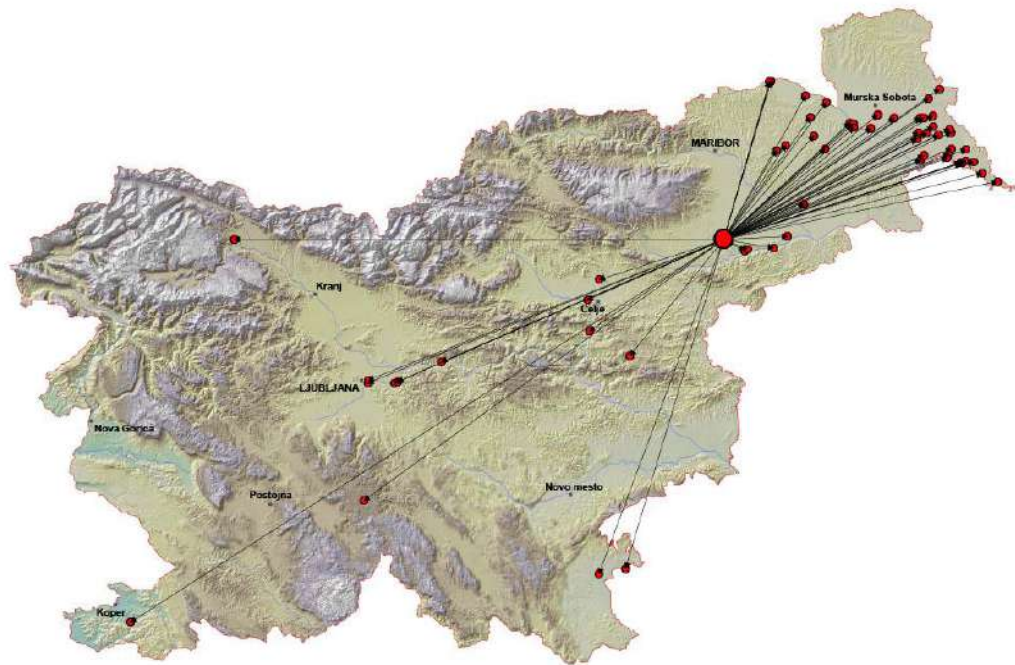 Murska Sobota
MARIBOR
Kranj
Celje
LJUBLJANA
Nova Gorica
Postojna
Novo mesto
Koper